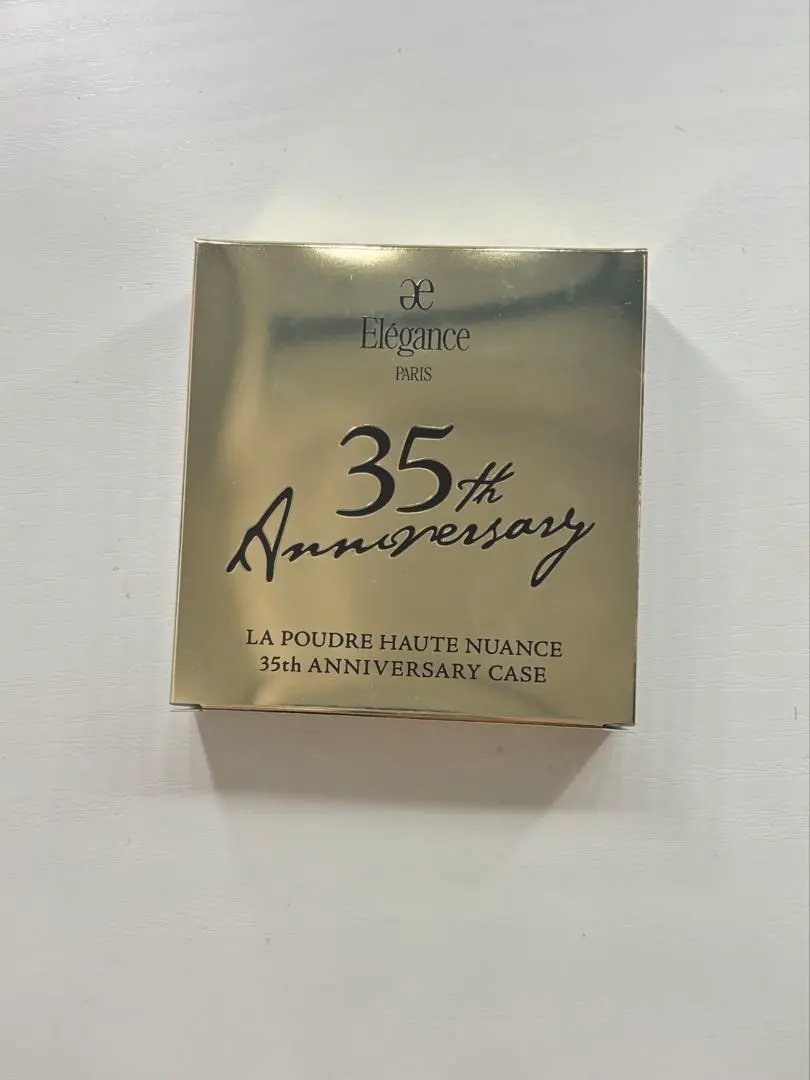 æ
Elégance
PARIS
35th
Anniversary
LA POUDRE HAUTE NUANCE
35th ANNIVERSARY CASE